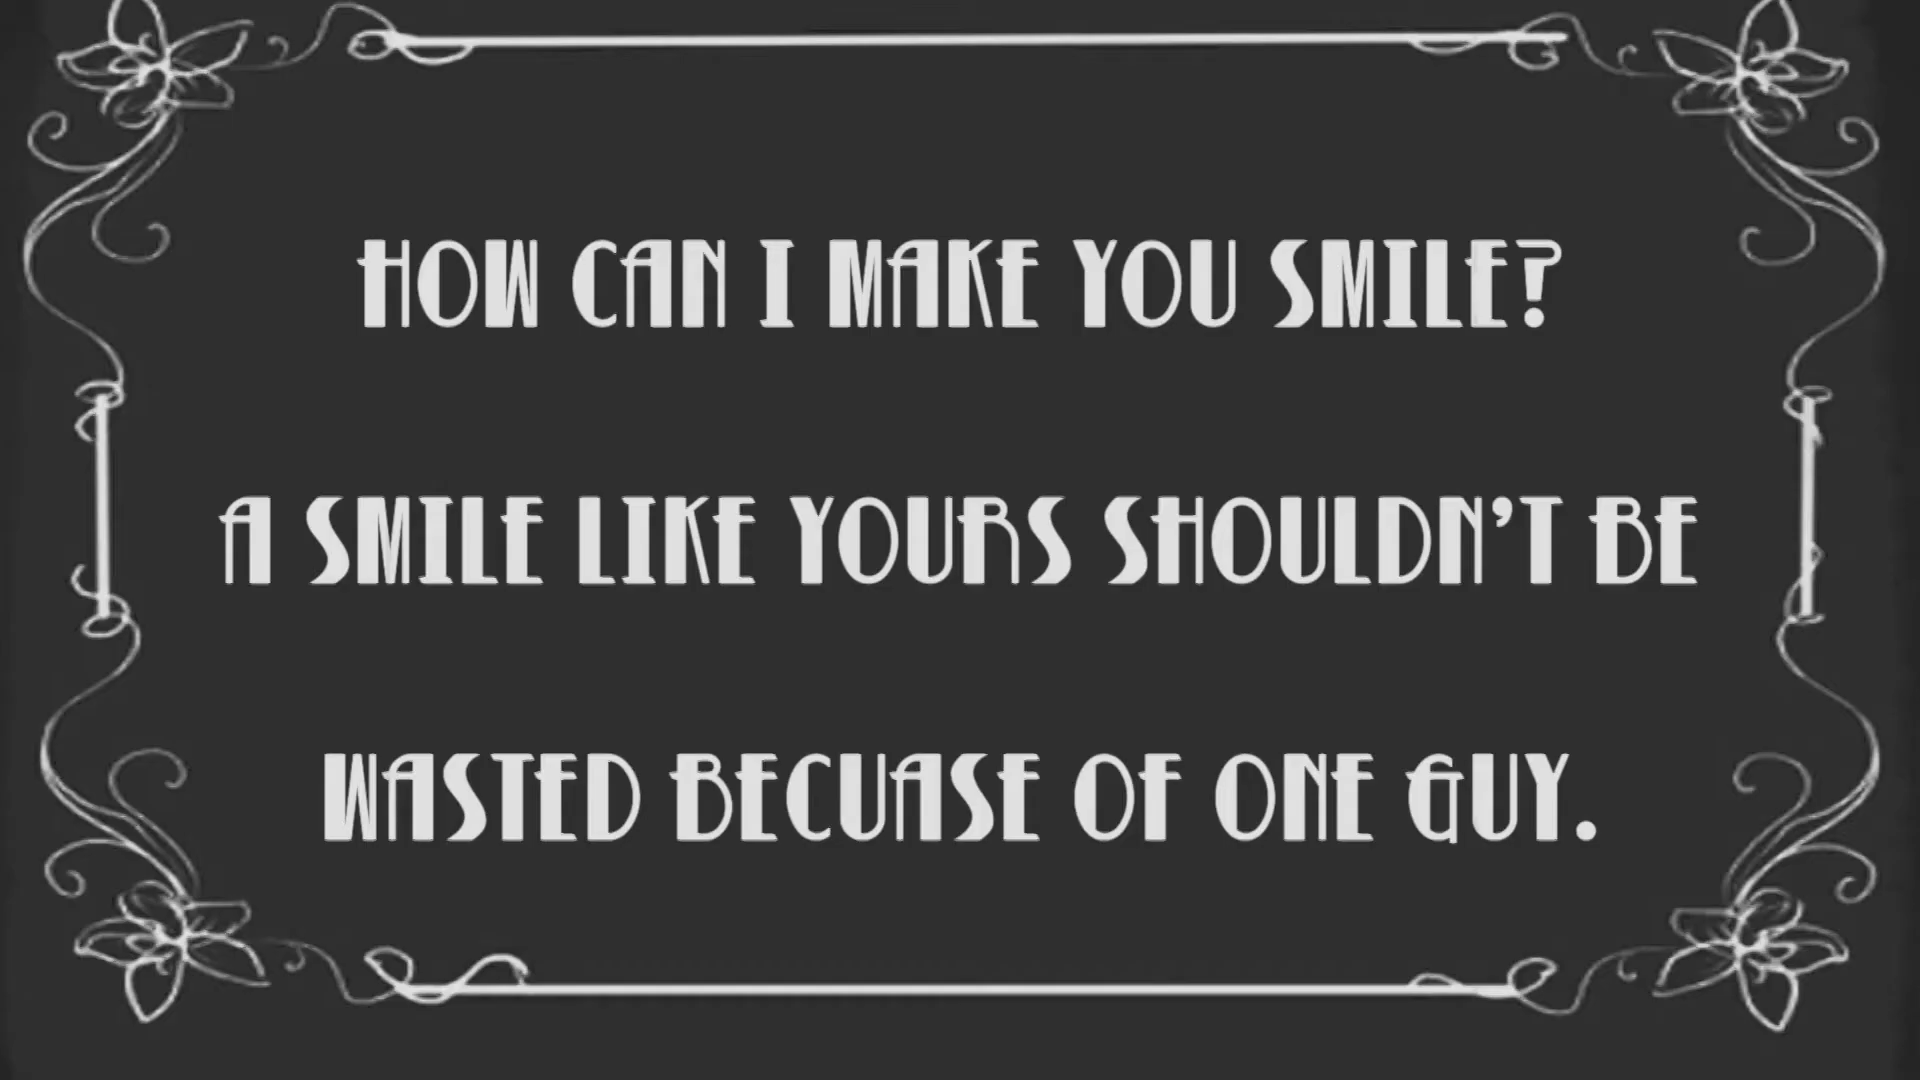 HOW CAN I MAKE YOU SMILE?
A SMILE LIKE YOURS SHOULDN'T BE
WASTED BECUASE OF ONE GUY.